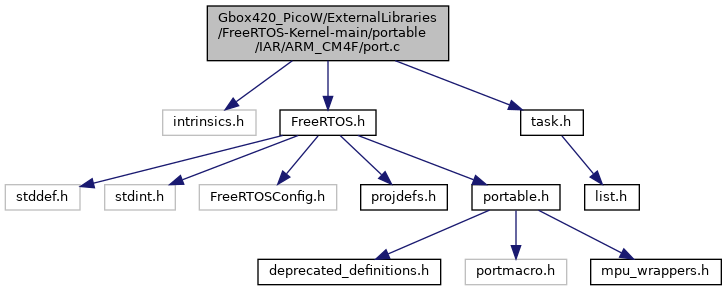 Gbox420_PicoW/ExternalLibraries
/FreeRTOS-Kernel-main/portable
/IAR/ARM_CM4F/port.c
intrinsics.h
FreeRTOS.h
task.h
stddef.h
stdint.h
FreeRTOSConfig.h
projdefs.h
portable.h
list.h
deprecated_definitions.h
portmacro.h
mpu_wrappers.h